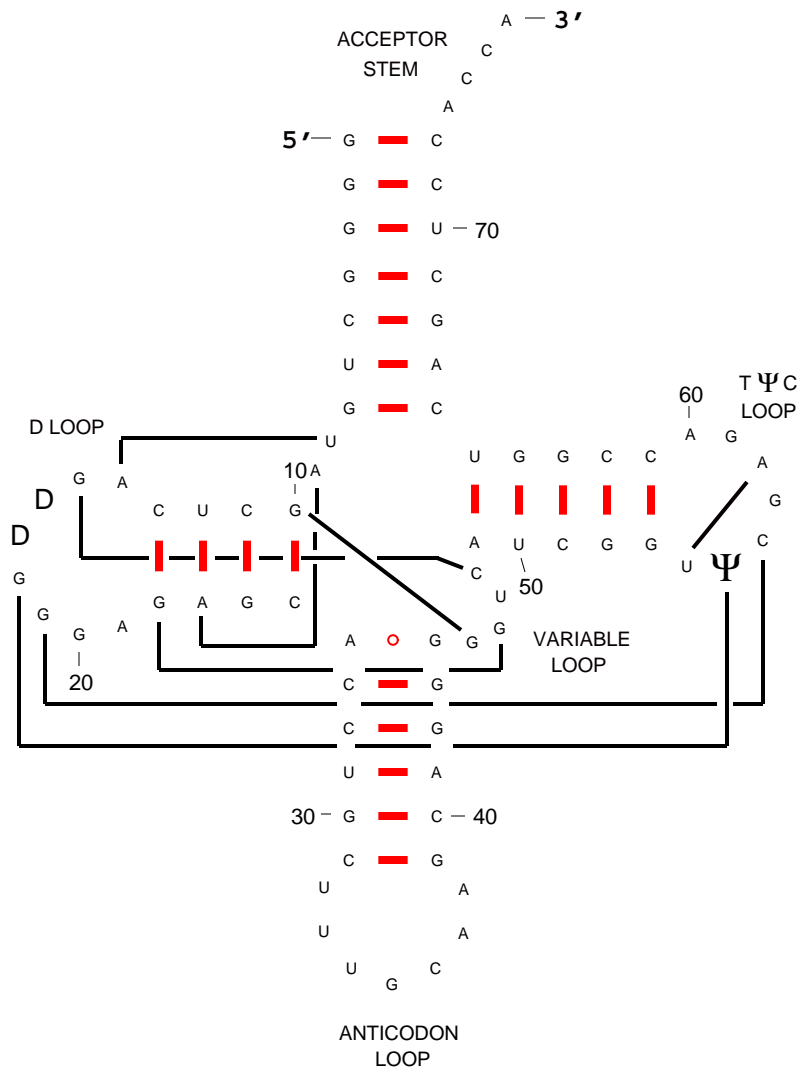 A 3′
ACCEPTOR C
STEM C
A
5′ G C
G C
G U 70
G C
C G
U A
G C
60 T Ψ C
LOOP
A G
D LOOP U
U G G C C A
G A 10 A
D C U C G G
D A U C G G U Ψ C
C 50
G G A G C U
G G A A G G G VARIABLE
LOOP
20 C G
C G
U A
30 G C 40
C G
U A
U A
U G C
ANTICODON
LOOP